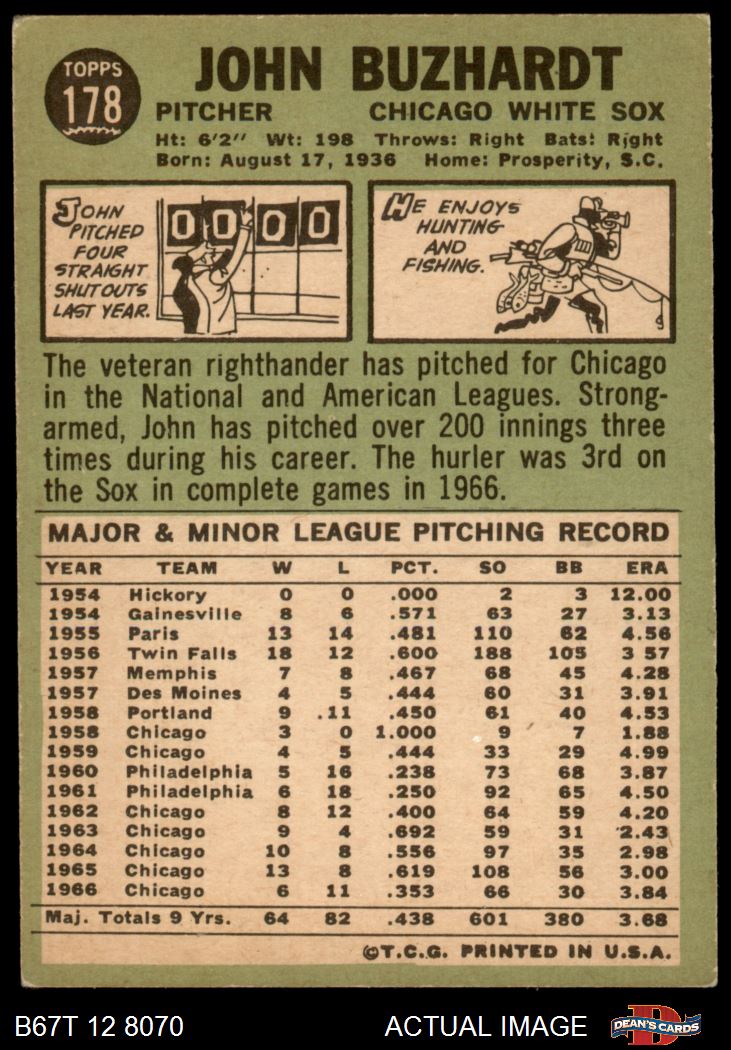 TOPPS
178
JOHN BUZHARDT
PITCHER CHICAGO WHITE SOX
Ht: 6'2" Wt: 198 Throws: Right Bats: Right
Born: August 17, 1936 Home: Prosperity, S.C.
JOHN
PITCHED
FOUR
STRAIGHT
SHUTOUTS
LAST YEAR.
0 0 0 0
HE ENJOYS
HUNTING
AND
FISHING.
The veteran righthander has pitched for Chicago
in the National and American Leagues. Strong-
armed, John has pitched over 200 innings three
times during his career. The hurler was 3rd on
the Sox in complete games in 1966.
MAJOR & MINOR LEAGUE PITCHING RECORD
YEAR TEAM W L PCT. SO BB ERA
1954 Hickory 0 0 .000 2 3 12.00
1954 Gainesville 8 6 .571 63 27 3.13
1955 Paris 13 14 .481 110 62 4.56
1956 Twin Falls 18 12 .600 188 105 3 57
1957 Memphis 7 8 .467 68 45 4.28
1957 Des Moines 4 5 .444 60 31 3.91
1958 Portland 9 .11 .450 61 40 4.53
1958 Chicago 3 0 1.000 9 7 1.88
1959 Chicago 4 5 .444 33 29 4.99
1960 Philadelphia 5 16 .238 73 68 3.87
1961 Philadelphia 6 18 .250 92 65 4.50
1962 Chicago 8 12 .400 64 59 4.20
1963 Chicago 9 4 .692 59 31 2.43
1964 Chicago 10 8 .556 97 35 2.98
1965 Chicago 13 8 .619 108 56 3.00
1966 Chicago 6 11 .353 66 30 3.84
Maj. Totals 9 Yrs. 64 82 .438 601 380 3.68
©T.C.G. PRINTED IN U.S.A.
B67T 12 8070 ACTUAL IMAGE
D
DEAN'S CARDS